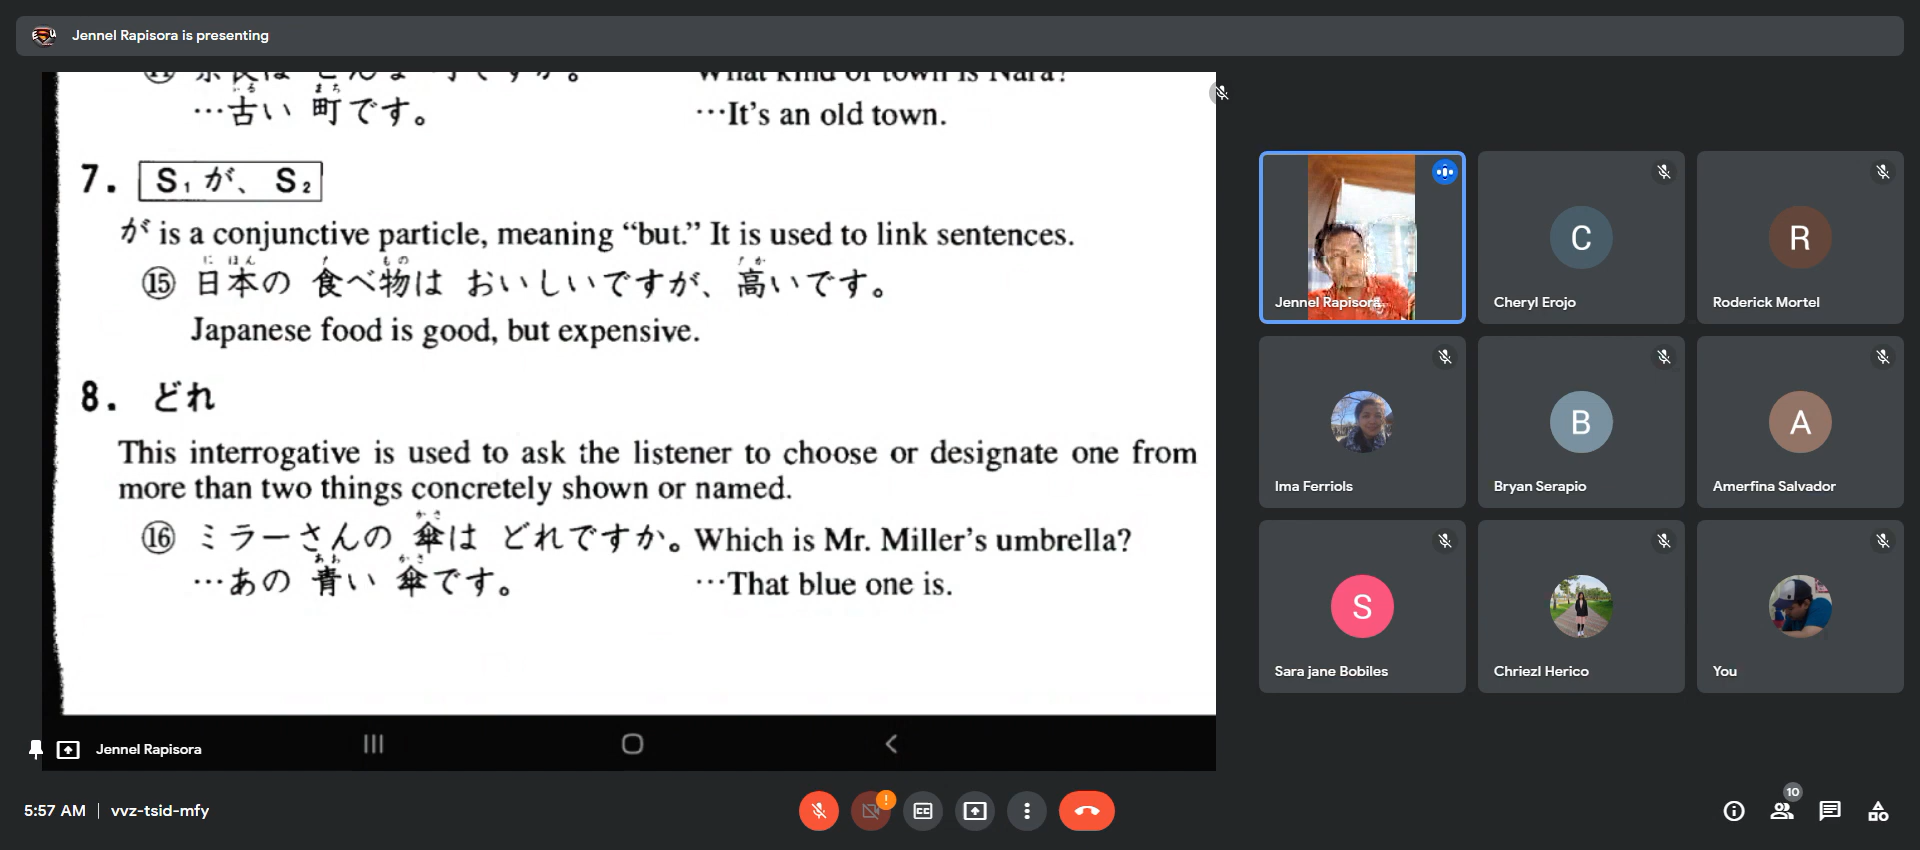 Jennel Rapisora is presenting
What kind of town is Nara?
…古い 町です。 …It's an old town.
7. S₁ が、 S₂
が is a conjunctive particle, meaning “but.” It is used to link sentences.
⑮ 日本の 食べ物は おいしいですが、高いです。
Japanese food is good, but expensive.
8. どれ
This interrogative is used to ask the listener to choose or designate one from
more than two things concretely shown or named.
⑯ ミラーさんの 傘は どれですか。 Which is Mr. Miller's umbrella?
…あの 青い 傘です。 …That blue one is.
Jennel Rapisora
Jennel Rapisora
Cheryl Erojo
C
Roderick Mortel
R
Ima Ferriols
Bryan Serapio
B
Amerfina Salvador
A
Sara jane Bobiles
S
Chriezl Herico
You
5:57 AM | vvz-tsid-mfy
10